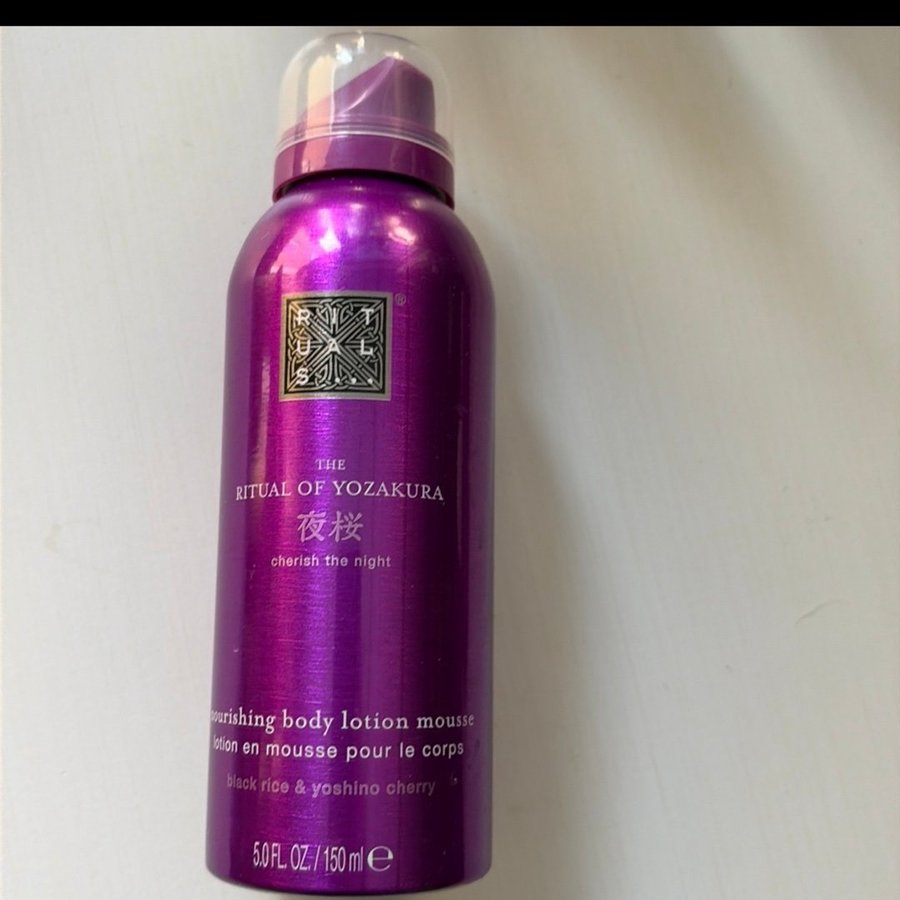 RIT
UAL
S...
®
THE
RITUAL OF YOZAKURA
夜桜
cherish the night
nourishing body lotion mousse
lotion en mousse pour le corps
black rice & yoshino cherry
5.0 FL. OZ. / 150 ml ℮